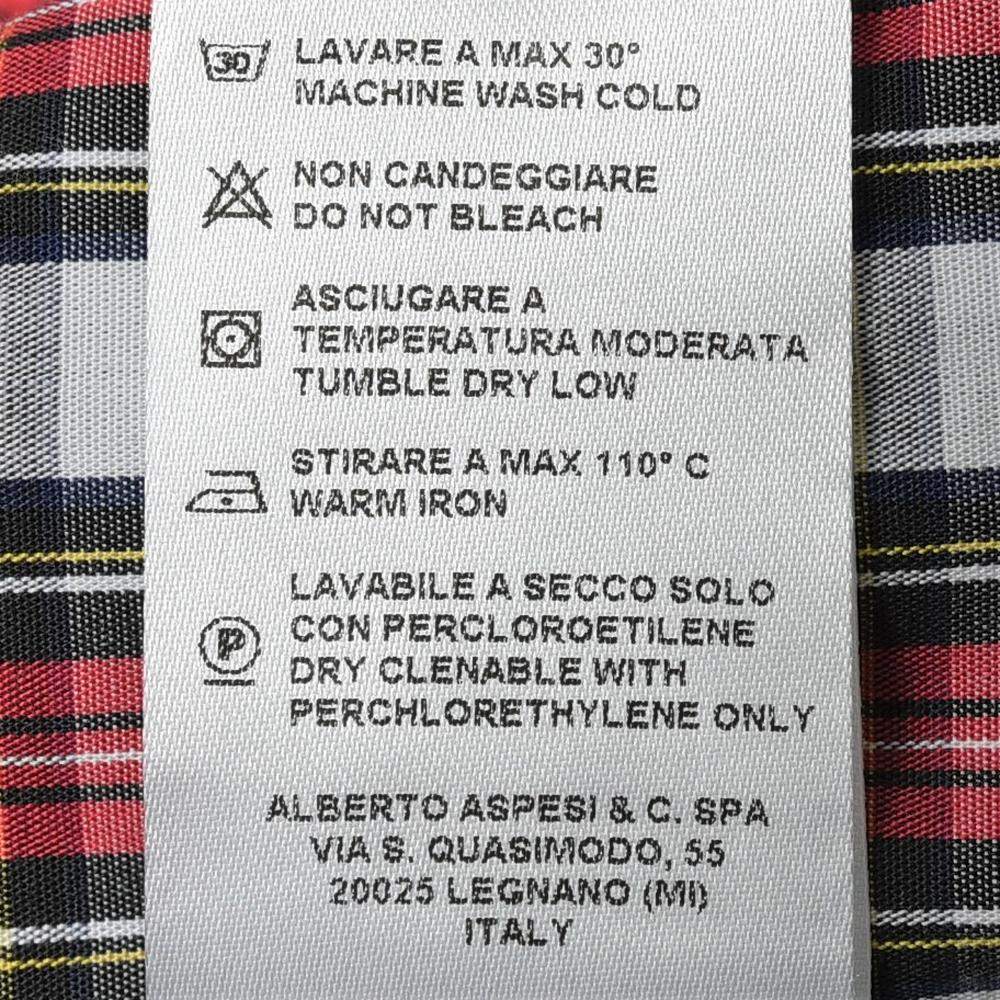 30 LAVARE A MAX 30°
MACHINE WASH COLD
NON CANDEGGIARE
DO NOT BLEACH
ASCIUGARE A
TEMPERATURA MODERATA
TUMBLE DRY LOW
STIRARE A MAX 110° C
WARM IRON
LAVABILE A SECCO SOLO
P CON PERCLOROETILENE
DRY CLENABLE WITH
PERCHLORETHYLENE ONLY
ALBERTO ASPESI & C. SPA
VIA S. QUASIMODO, 55
20025 LEGNANO (MI)
ITALY